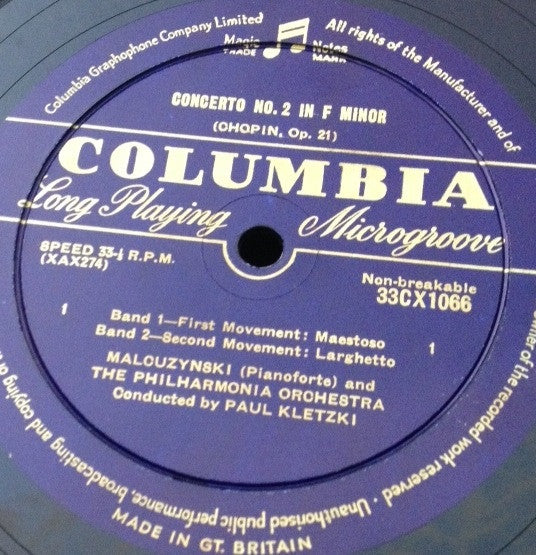 Columbia Graphophone Company Limited
Magic Notes
TRADE MARK
All rights of the Manufacturer and of
CONCERTO NO. 2 IN F MINOR
(CHOPIN, Op. 21)
COLUMBIA
Long Playing Microgroove
SPEED 33-⅓ R.P.M.
(XAX274)
Non-breakable
33CX1066
1 Band 1—First Movement: Maestoso 1
Band 2—Second Movement: Larghetto
MALCUZYNSKI (Pianoforte) and
THE PHILHARMONIA ORCHESTRA
Conducted by PAUL KLETZKI
of the recorded work reserved · Unauthorised public performance, broadcasting and copying of
MADE IN GT. BRITAIN